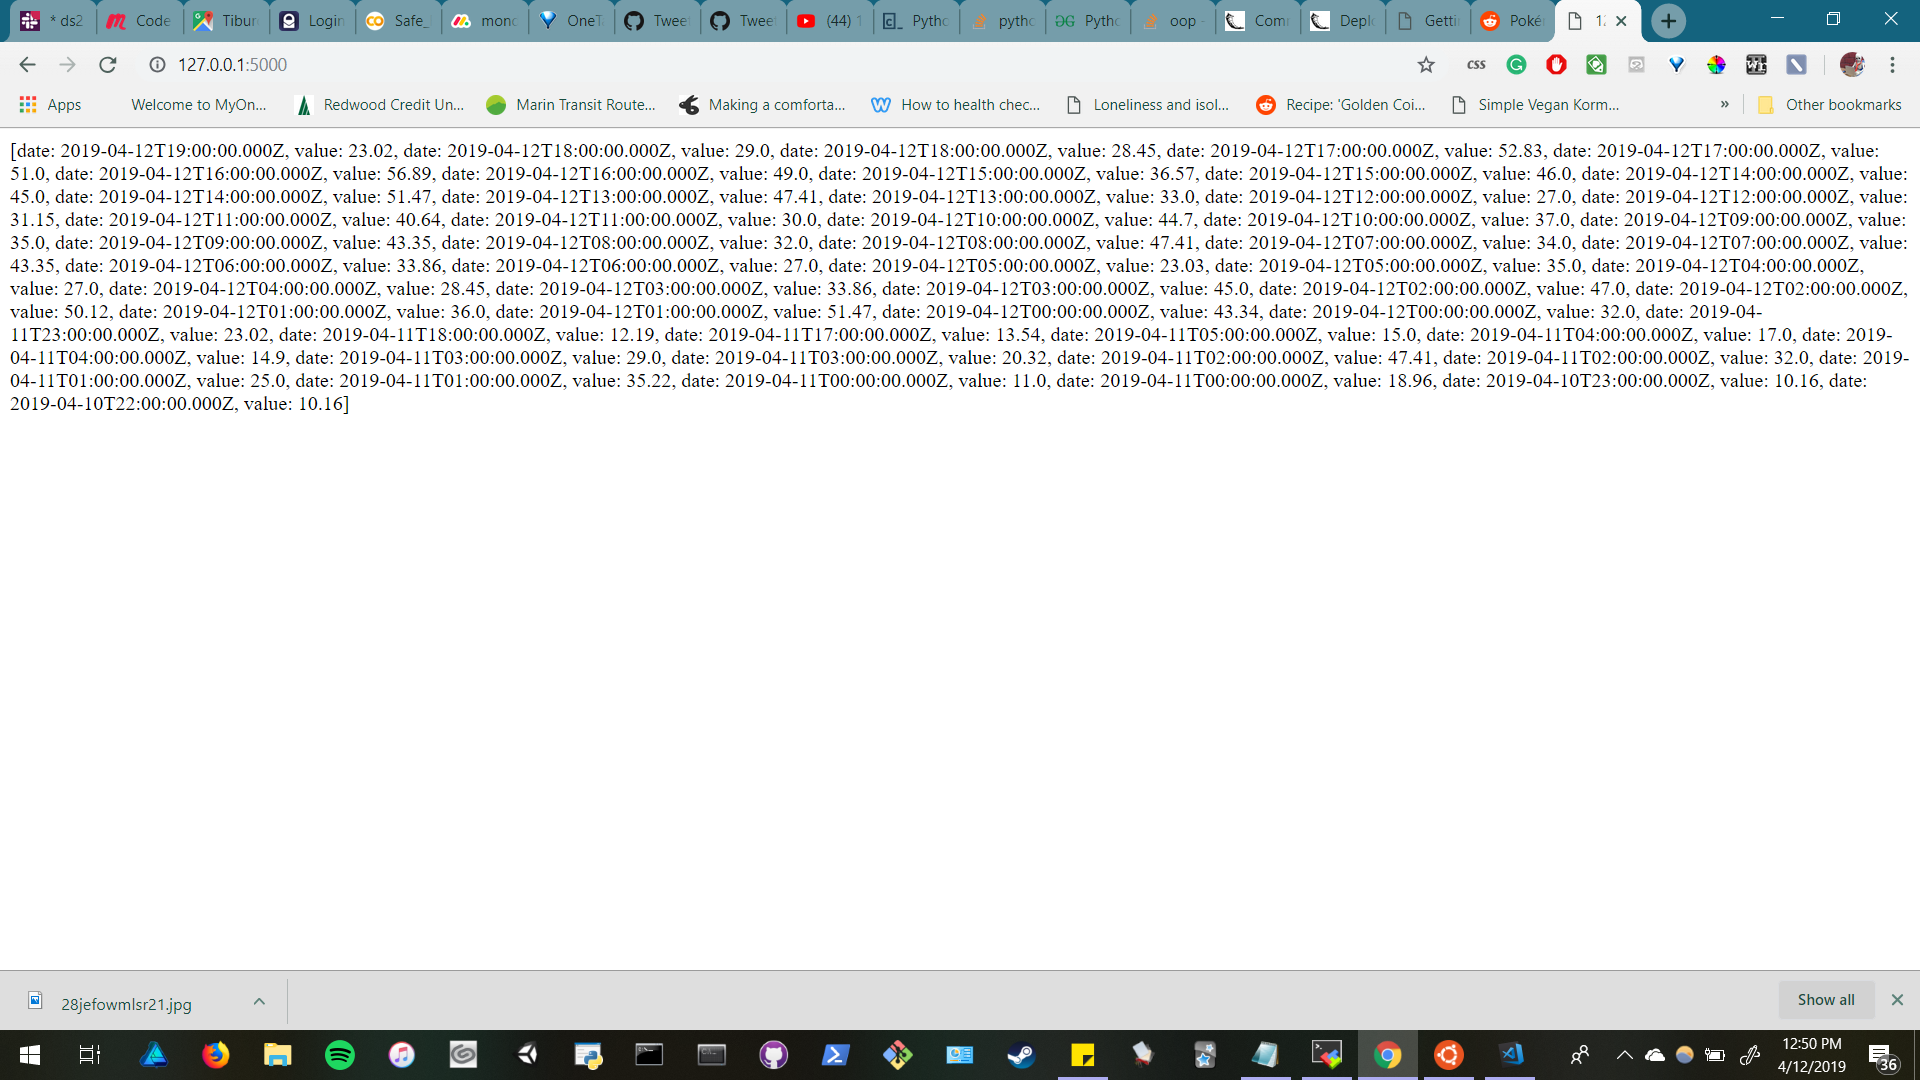 * ds2 Code Tibur Login Safe_ mond OneT Tweet Tweet (44) 1 Pytho pytho Pytho oop - Com Deplo Getti Poké 12
127.0.0.1:5000
Apps Welcome to MyOn... Redwood Credit Un... Marin Transit Route... Making a comforta... How to health chec... Loneliness and isol... Recipe: 'Golden Coi... Simple Vegan Korm... » Other bookmarks
[date: 2019-04-12T19:00:00.000Z, value: 23.02, date: 2019-04-12T18:00:00.000Z, value: 29.0, date: 2019-04-12T18:00:00.000Z, value: 28.45, date: 2019-04-12T17:00:00.000Z, value: 52.83, date: 2019-04-12T17:00:00.000Z, value:
51.0, date: 2019-04-12T16:00:00.000Z, value: 56.89, date: 2019-04-12T16:00:00.000Z, value: 49.0, date: 2019-04-12T15:00:00.000Z, value: 36.57, date: 2019-04-12T15:00:00.000Z, value: 46.0, date: 2019-04-12T14:00:00.000Z, value:
45.0, date: 2019-04-12T14:00:00.000Z, value: 51.47, date: 2019-04-12T13:00:00.000Z, value: 47.41, date: 2019-04-12T13:00:00.000Z, value: 33.0, date: 2019-04-12T12:00:00.000Z, value: 27.0, date: 2019-04-12T12:00:00.000Z, value:
31.15, date: 2019-04-12T11:00:00.000Z, value: 40.64, date: 2019-04-12T11:00:00.000Z, value: 30.0, date: 2019-04-12T10:00:00.000Z, value: 44.7, date: 2019-04-12T10:00:00.000Z, value: 37.0, date: 2019-04-12T09:00:00.000Z, value:
35.0, date: 2019-04-12T09:00:00.000Z, value: 43.35, date: 2019-04-12T08:00:00.000Z, value: 32.0, date: 2019-04-12T08:00:00.000Z, value: 47.41, date: 2019-04-12T07:00:00.000Z, value: 34.0, date: 2019-04-12T07:00:00.000Z, value:
43.35, date: 2019-04-12T06:00:00.000Z, value: 33.86, date: 2019-04-12T06:00:00.000Z, value: 27.0, date: 2019-04-12T05:00:00.000Z, value: 23.03, date: 2019-04-12T05:00:00.000Z, value: 35.0, date: 2019-04-12T04:00:00.000Z,
value: 27.0, date: 2019-04-12T04:00:00.000Z, value: 28.45, date: 2019-04-12T03:00:00.000Z, value: 33.86, date: 2019-04-12T03:00:00.000Z, value: 45.0, date: 2019-04-12T02:00:00.000Z, value: 47.0, date: 2019-04-12T02:00:00.000Z,
value: 50.12, date: 2019-04-12T01:00:00.000Z, value: 36.0, date: 2019-04-12T01:00:00.000Z, value: 51.47, date: 2019-04-12T00:00:00.000Z, value: 43.34, date: 2019-04-12T00:00:00.000Z, value: 32.0, date: 2019-04-
11T23:00:00.000Z, value: 23.02, date: 2019-04-11T18:00:00.000Z, value: 12.19, date: 2019-04-11T17:00:00.000Z, value: 13.54, date: 2019-04-11T05:00:00.000Z, value: 15.0, date: 2019-04-11T04:00:00.000Z, value: 17.0, date: 2019-
04-11T04:00:00.000Z, value: 14.9, date: 2019-04-11T03:00:00.000Z, value: 29.0, date: 2019-04-11T03:00:00.000Z, value: 20.32, date: 2019-04-11T02:00:00.000Z, value: 47.41, date: 2019-04-11T02:00:00.000Z, value: 32.0, date: 2019-
04-11T01:00:00.000Z, value: 25.0, date: 2019-04-11T01:00:00.000Z, value: 35.22, date: 2019-04-11T00:00:00.000Z, value: 11.0, date: 2019-04-11T00:00:00.000Z, value: 18.96, date: 2019-04-10T23:00:00.000Z, value: 10.16, date:
2019-04-10T22:00:00.000Z, value: 10.16]
28jefowmlsr21.jpg Show all
12:50 PM
4/12/2019
36